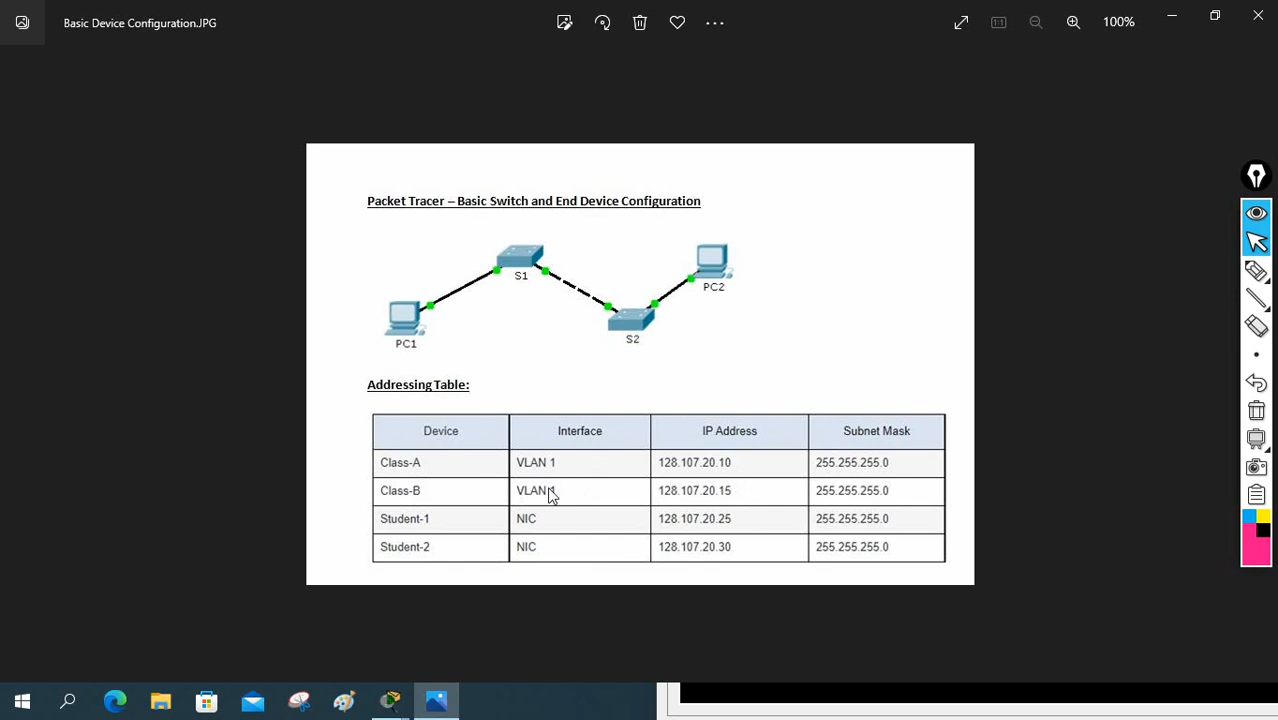 Basic Device Configuration.JPG
100%
Packet Tracer – Basic Switch and End Device Configuration
S1
PC2
S2
PC1
Addressing Table:
Device Interface IP Address Subnet Mask
Class-A VLAN 1 128.107.20.10 255.255.255.0
Class-B VLAN 1 128.107.20.15 255.255.255.0
Student-1 NIC 128.107.20.25 255.255.255.0
Student-2 NIC 128.107.20.30 255.255.255.0